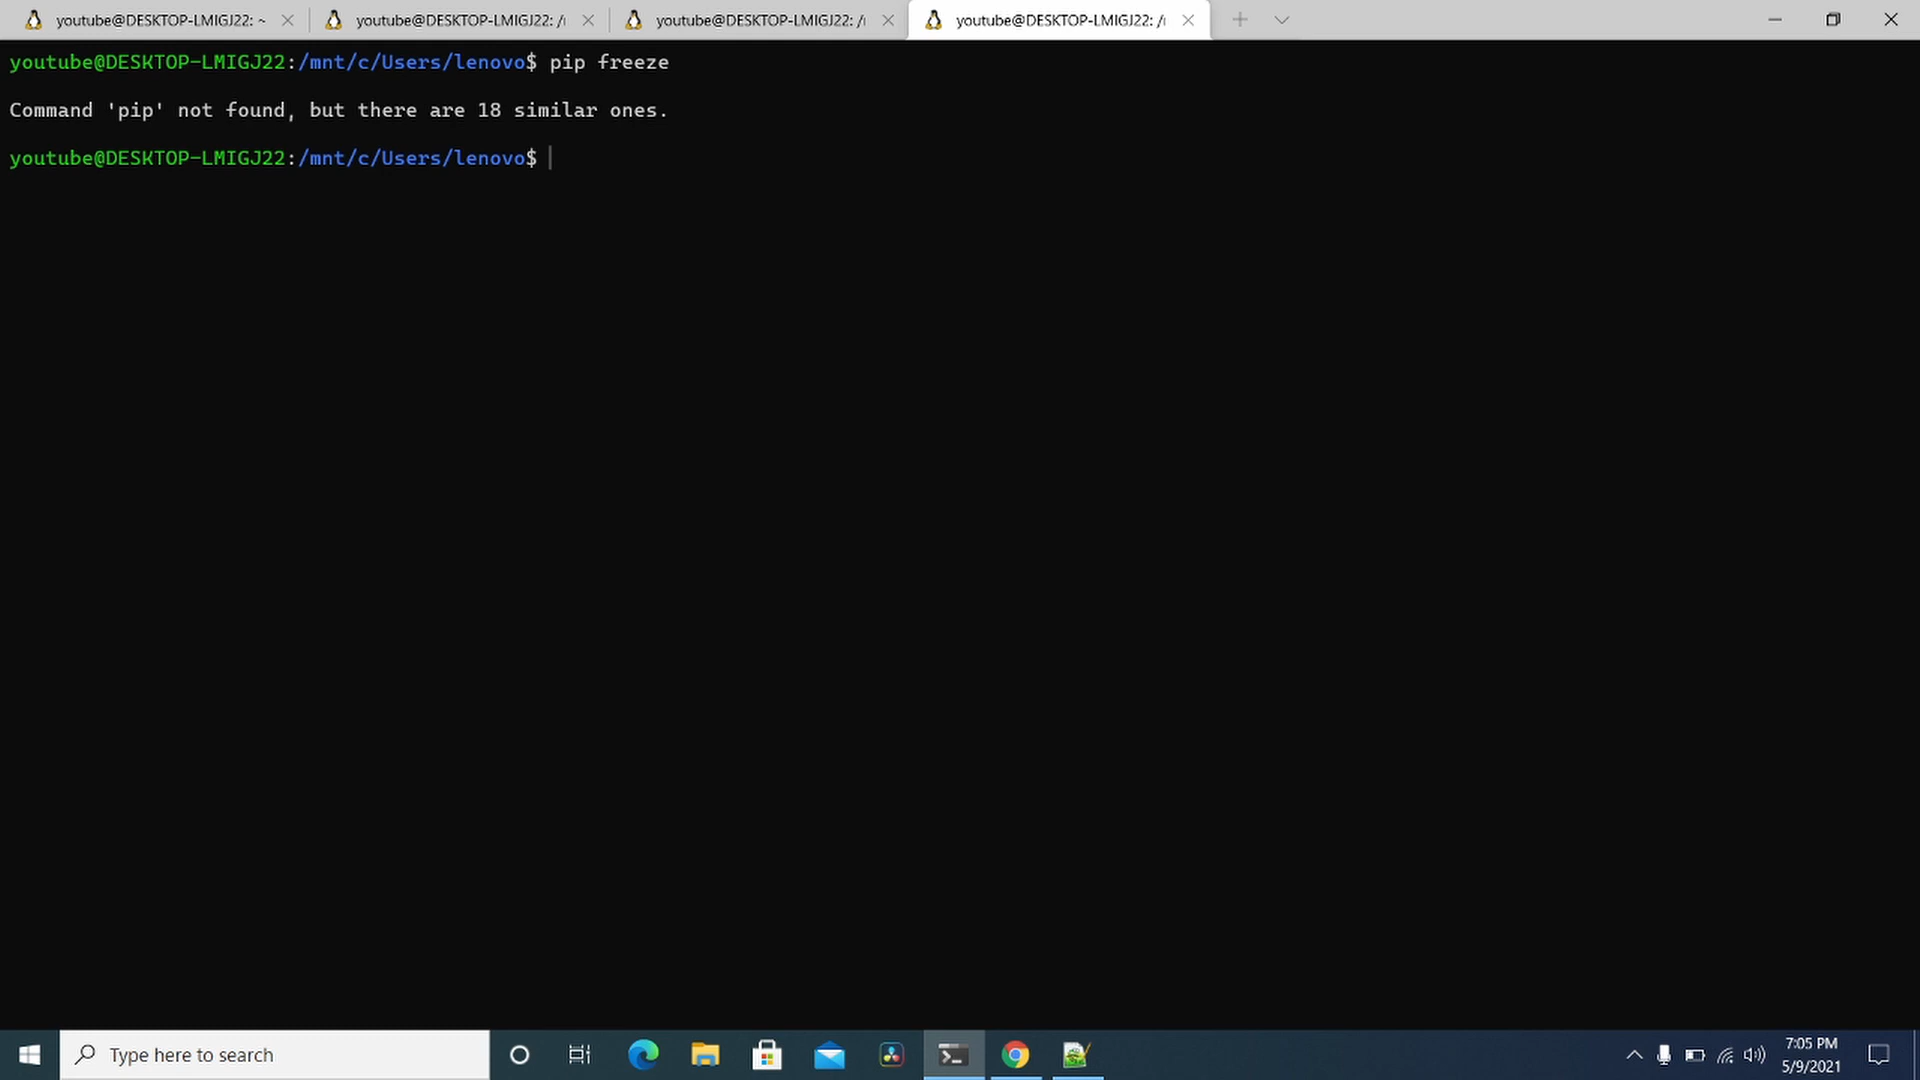 youtube@DESKTOP-LMIGJ22: ~
youtube@DESKTOP-LMIGJ22: /
youtube@DESKTOP-LMIGJ22: /
youtube@DESKTOP-LMIGJ22: /
youtube@DESKTOP-LMIGJ22:/mnt/c/Users/lenovo$ pip freeze
Command 'pip' not found, but there are 18 similar ones.
youtube@DESKTOP-LMIGJ22:/mnt/c/Users/lenovo$
Type here to search
7:05 PM
5/9/2021